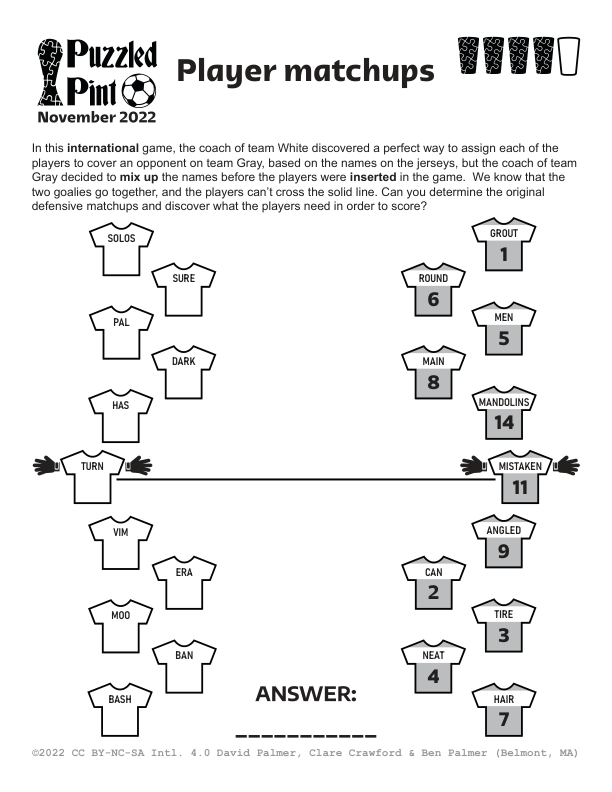 Puzzled
Pint
November 2022
Player matchups
In this international game, the coach of team White discovered a perfect way to assign each of the
players to cover an opponent on team Gray, based on the names on the jerseys, but the coach of team
Gray decided to mix up the names before the players were inserted in the game.  We know that the
two goalies go together, and the players can't cross the solid line. Can you determine the original
defensive matchups and discover what the players need in order to score?
SOLOS
GROUT
1
SURE
ROUND
6
PAL
MEN
5
DARK
MAIN
8
HAS
MANDOLINS
14
TURN
MISTAKEN
11
VIM
ANGLED
9
ERA
CAN
2
MOO
TIRE
3
BAN
NEAT
4
BASH
HAIR
7
ANSWER:
___________
©2022 CC BY-NC-SA Intl. 4.0 David Palmer, Clare Crawford & Ben Palmer (Belmont, MA)